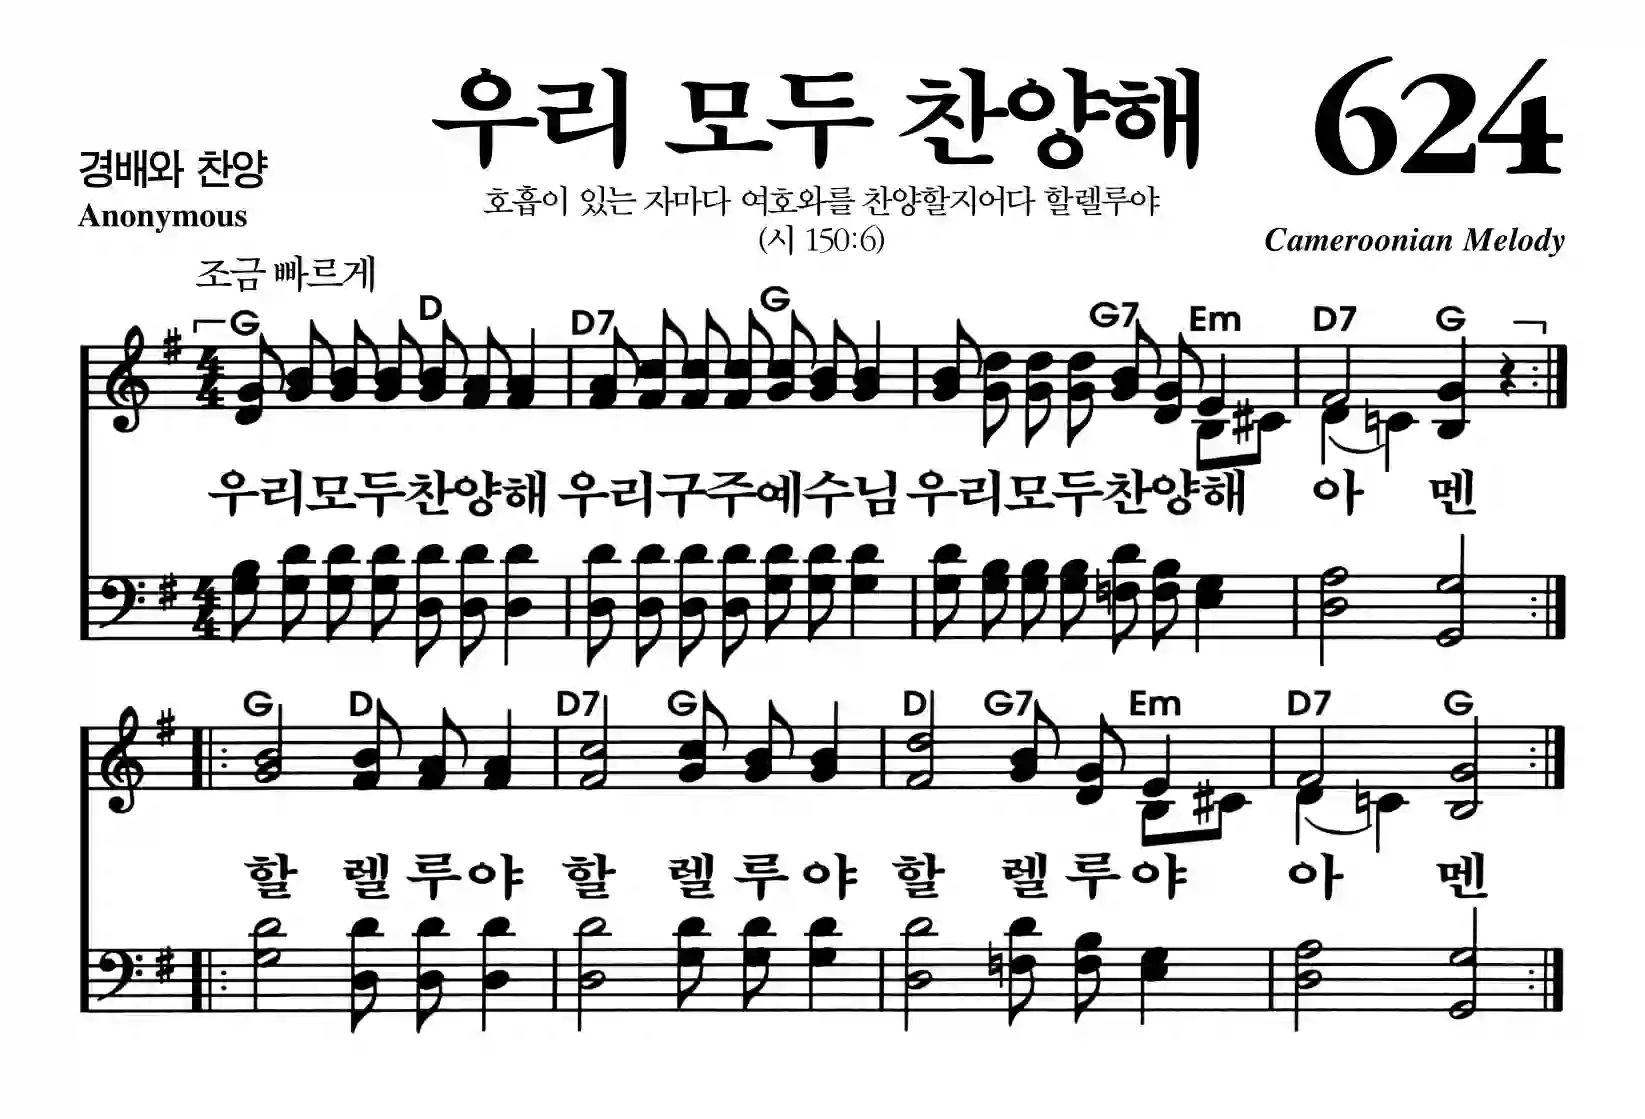 우리 모두 찬양해 624
경배와 찬양
Anonymous
호흡이 있는 자마다 여호와를 찬양할지어다 할렐루야
(시 150:6)
Cameroonian Melody
조금 빠르게
G D D7 G G7 Em D7 G
우리모두찬양해 우리구주예수님 우리모두찬양해 아 멘
G D D7 G D G7 Em D7 G
할 렐 루 야 할 렐 루 야 할 렐 루 야 아 멘